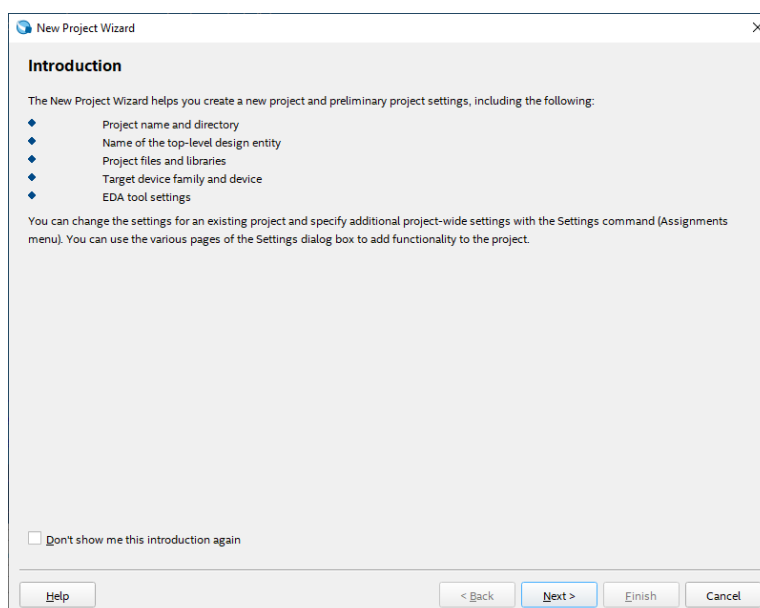 New Project Wizard
Introduction
The New Project Wizard helps you create a new project and preliminary project settings, including the following:
Project name and directory
Name of the top-level design entity
Project files and libraries
Target device family and device
EDA tool settings
You can change the settings for an existing project and specify additional project-wide settings with the Settings command (Assignments
menu). You can use the various pages of the Settings dialog box to add functionality to the project.
Don't show me this introduction again
Help
< Back
Next >
Finish
Cancel